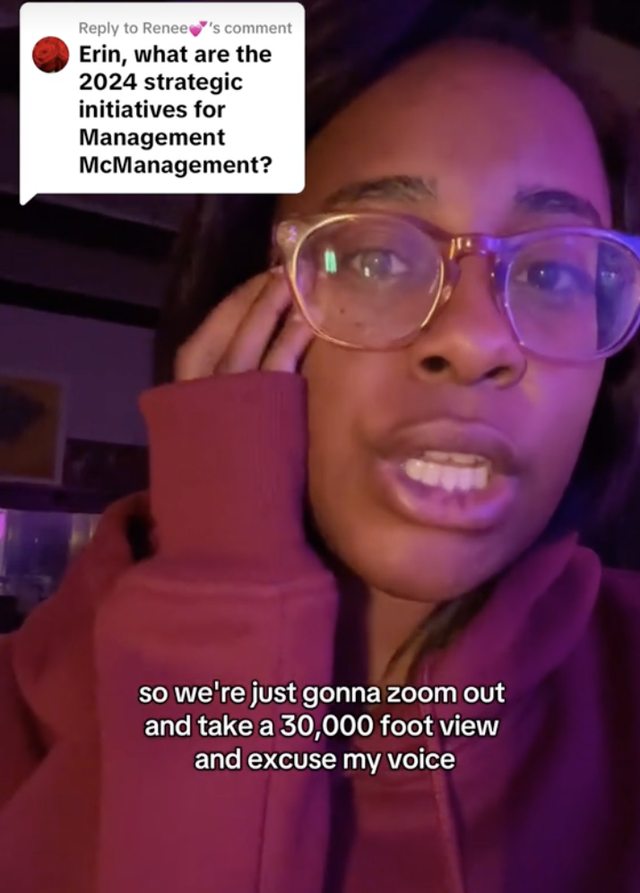 Reply to Renee💕's comment
Erin, what are the
2024 strategic
initiatives for
Management
McManagement?
so we're just gonna zoom out
and take a 30,000 foot view
and excuse my voice